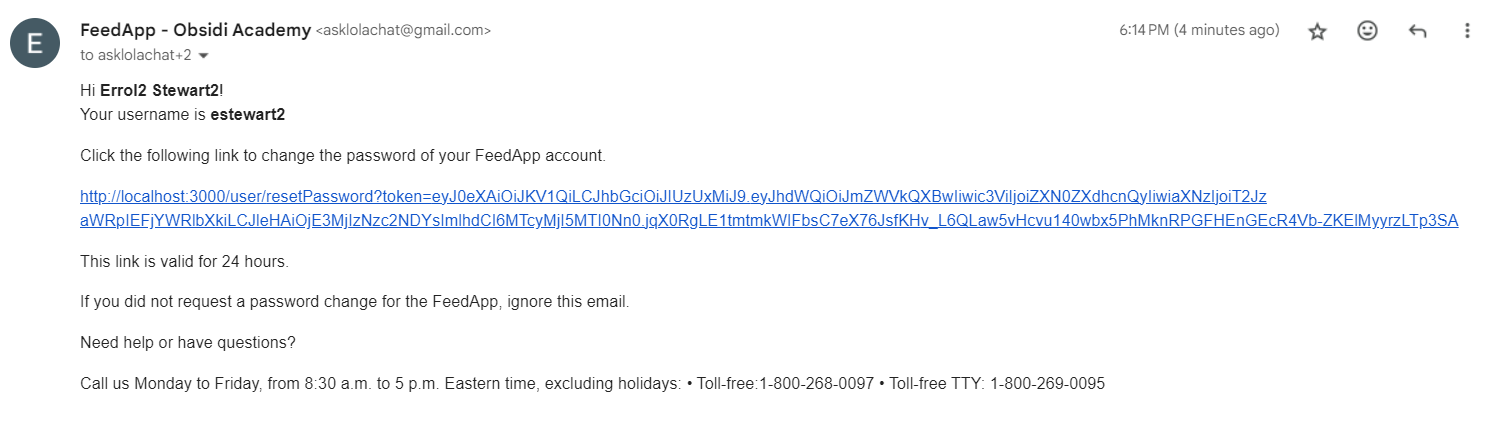 E
FeedApp - Obsidi Academy <asklolachat@gmail.com>
6:14 PM (4 minutes ago)
to asklolachat+2
Hi Errol2 Stewart2!
Your username is estewart2
Click the following link to change the password of your FeedApp account.
http://localhost:3000/user/resetPassword?token=eyJ0eXAiOiJKV1QiLCJhbGciOiJIUzUxMiJ9.eyJhdWQiOiJmZWVkQXBwIiwic3ViIjoiZXN0ZXdhcnQyIiwiaXNzIjoiT2Jz
aWRpIEFjYWRlbXkiLCJleHAiOjE3MjIzNzc2NDYsImlhdCI6MTcyMjI5MTI0Nn0.jqX0RgLE1tmtmkWIFbsC7eX76JsfKHv_L6QLaw5vHcvu140wbx5PhMknRPGFHEnGEcR4Vb-ZKElMyyrzLTp3SA
This link is valid for 24 hours.
If you did not request a password change for the FeedApp, ignore this email.
Need help or have questions?
Call us Monday to Friday, from 8:30 a.m. to 5 p.m. Eastern time, excluding holidays: • Toll-free:1-800-268-0097 • Toll-free TTY: 1-800-269-0095